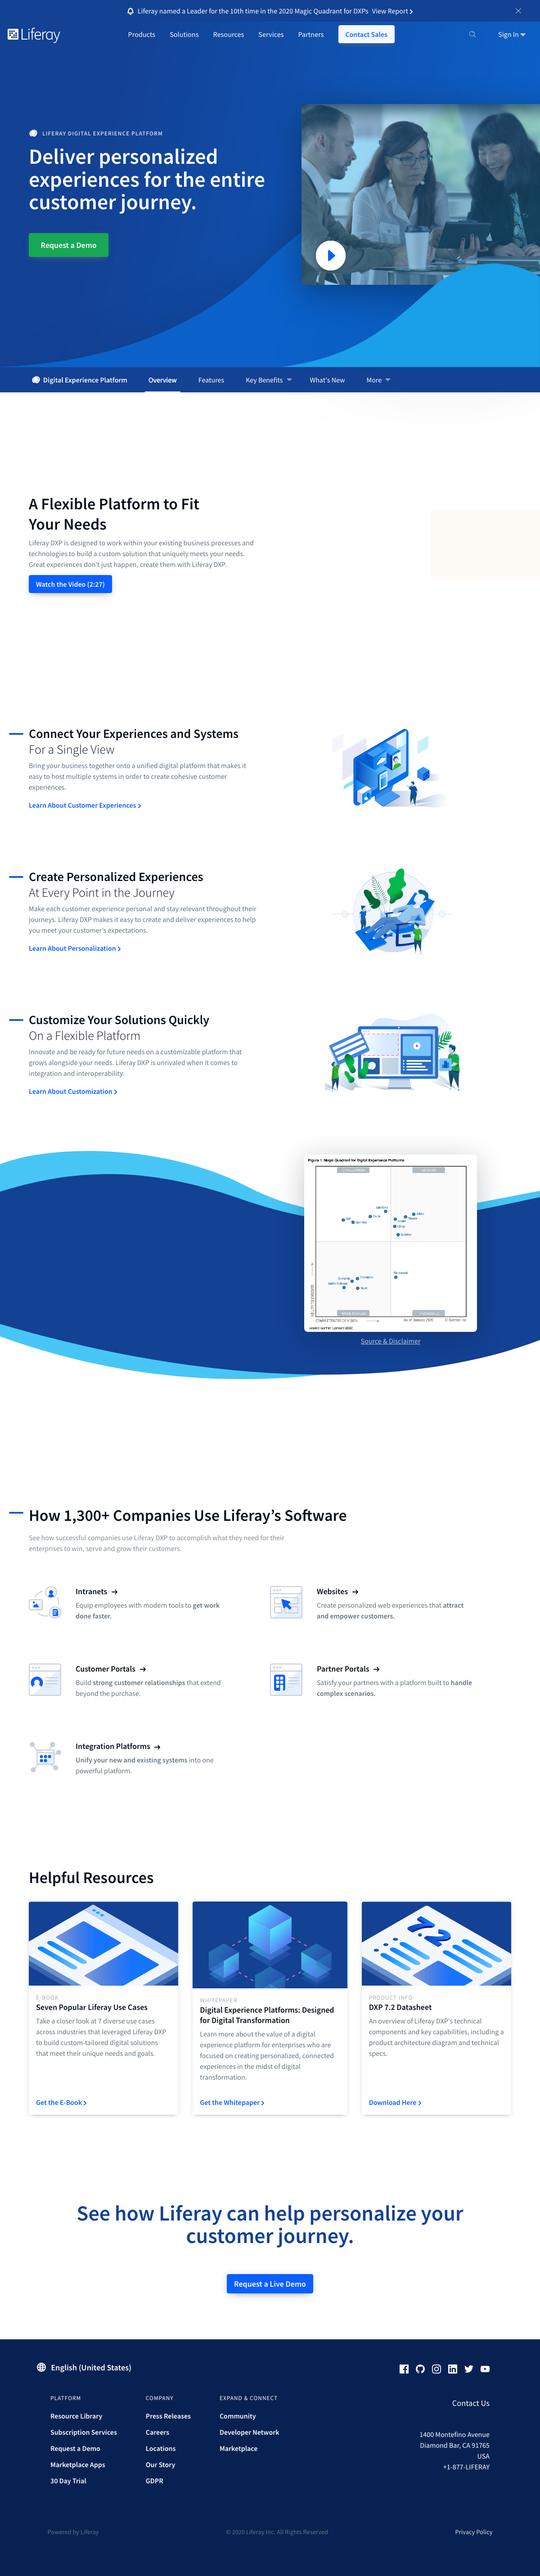 Liferay named a Leader for the 10th time in the 2020 Magic Quadrant for DXPs View Report
Liferay
Products Solutions Resources Services Partners Contact Sales Sign In
LIFERAY DIGITAL EXPERIENCE PLATFORM
Deliver personalized
experiences for the entire
customer journey.
Request a Demo
Digital Experience Platform Overview Features Key Benefits What's New More
A Flexible Platform to Fit
Your Needs
Liferay DXP is designed to work within your existing business processes and
technologies to build a custom solution that uniquely meets your needs.
Great experiences don't just happen, create them with Liferay DXP.
Watch the Video (2:27)
Connect Your Experiences and Systems
For a Single View
Bring your business together onto a unified digital platform that makes it
easy to host multiple systems in order to create cohesive customer
experiences.
Learn About Customer Experiences
Create Personalized Experiences
At Every Point in the Journey
Make each customer experience personal and stay relevant throughout their
journeys. Liferay DXP makes it easy to create and deliver experiences to help
you meet your customer's expectations.
Learn About Personalization
Customize Your Solutions Quickly
On a Flexible Platform
Innovate and be ready for future needs on a customizable platform that
grows alongside your needs. Liferay DXP is unrivaled when it comes to
integration and interoperability.
Learn About Customization
Figure 1. Magic Quadrant for Digital Experience Platforms
COMPLETENESS OF VISION
As of January 2020
Source & Disclaimer
How 1,300+ Companies Use Liferay’s Software
See how successful companies use Liferay DXP to accomplish what they need for their
enterprises to win, serve and grow their customers.
Intranets
Equip employees with modern tools to get work
done faster.
Websites
Create personalized web experiences that attract
and empower customers.
Customer Portals
Build strong customer relationships that extend
beyond the purchase.
Partner Portals
Satisfy your partners with a platform built to handle
complex scenarios.
Integration Platforms
Unify your new and existing systems into one
powerful platform.
Helpful Resources
E-BOOK
Seven Popular Liferay Use Cases
Take a closer look at 7 diverse use cases
across industries that leveraged Liferay DXP
to build custom-tailored digital solutions
that meet their unique needs and goals.
Get the E-Book
WHITEPAPER
Digital Experience Platforms: Designed
for Digital Transformation
Learn more about the value of a digital
experience platform for enterprises who are
focused on creating personalized, connected
experiences in the midst of digital
transformation.
Get the Whitepaper
7.2
PRODUCT INFO
DXP 7.2 Datasheet
An overview of Liferay DXP's technical
components and key capabilities, including a
product architecture diagram and technical
specs.
Download Here
See how Liferay can help personalize your
customer journey.
Request a Live Demo
English (United States)
PLATFORM
Resource Library
Subscription Services
Request a Demo
Marketplace Apps
30 Day Trial
COMPANY
Press Releases
Careers
Locations
Our Story
GDPR
EXPAND & CONNECT
Community
Developer Network
Marketplace
Contact Us
1400 Montefino Avenue
Diamond Bar, CA 91765
USA
+1-877-LIFERAY
Powered by Liferay
© 2020 Liferay Inc. All Rights Reserved
Privacy Policy